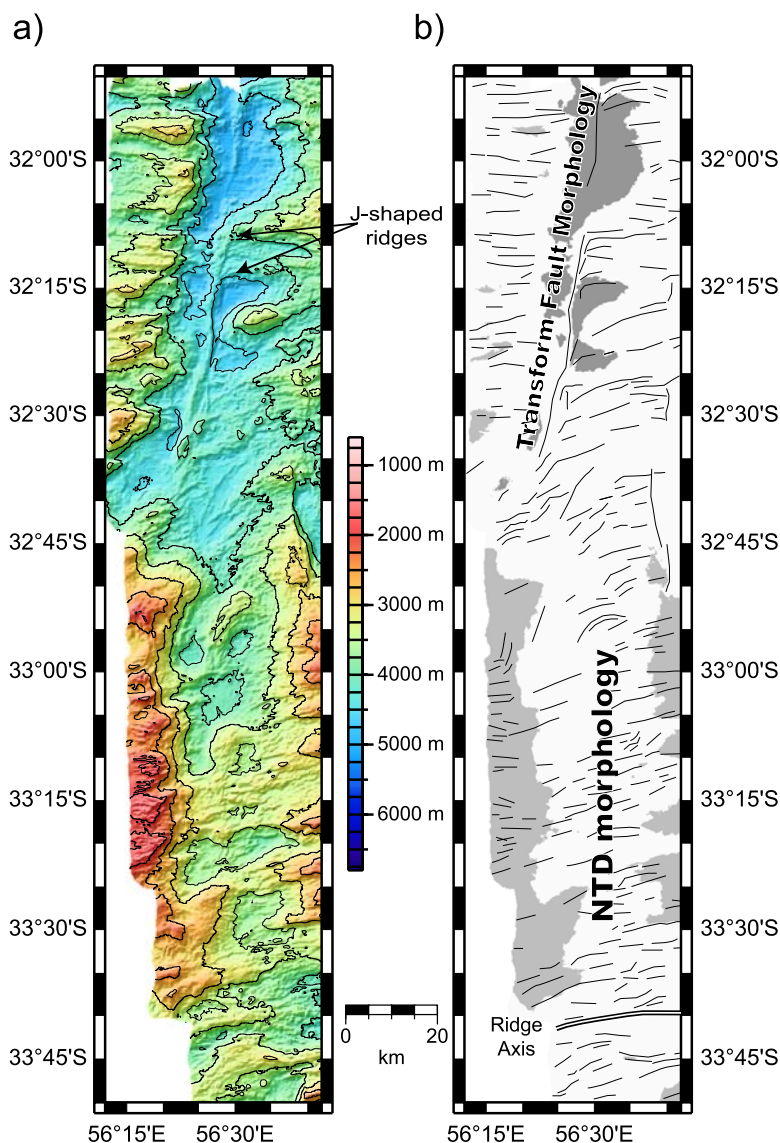 a)
b)
32°00'S
32°15'S
32°30'S
32°45'S
33°00'S
33°15'S
33°30'S
33°45'S
56°15'E
56°30'E
J-shaped
ridges
1000 m
2000 m
3000 m
4000 m
5000 m
6000 m
0
20
km
Transform Fault Morphology
NTD morphology
Ridge
Axis
32°00'S
32°15'S
32°30'S
32°45'S
33°00'S
33°15'S
33°30'S
33°45'S
56°15'E
56°30'E